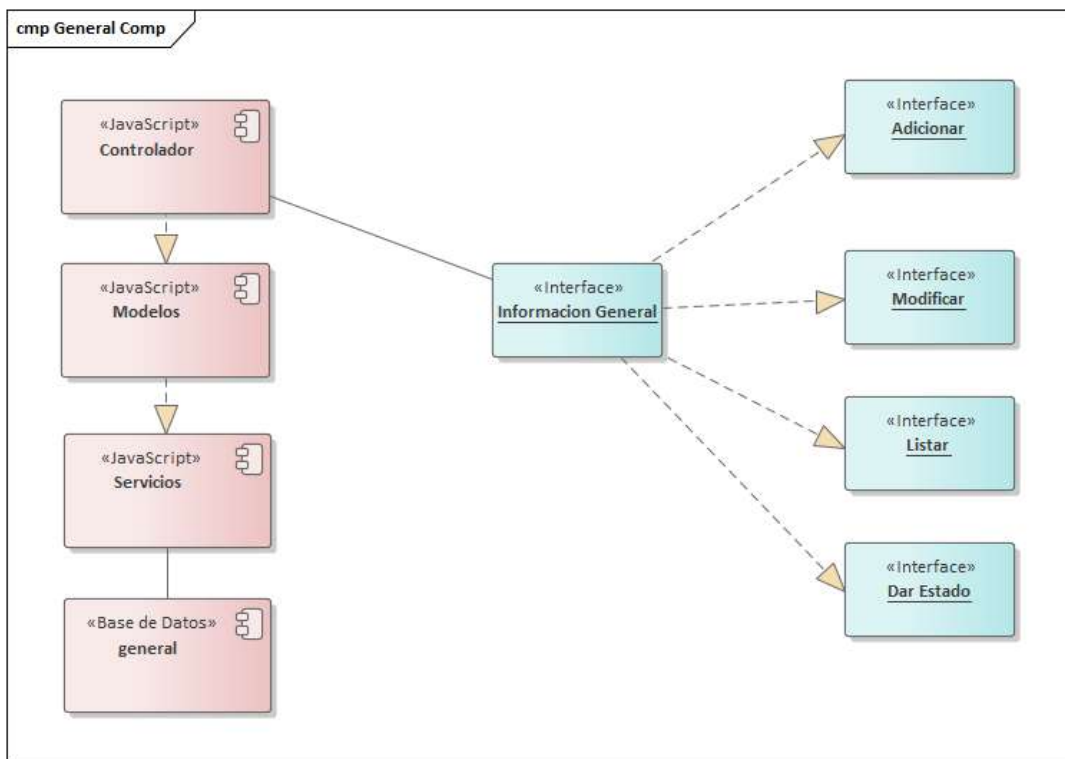 cmp General Comp
«JavaScript»
Controlador
«JavaScript»
Modelos
«JavaScript»
Servicios
«Base de Datos»
general
«Interface»
Informacion General
«Interface»
Adicionar
«Interface»
Modificar
«Interface»
Listar
«Interface»
Dar Estado